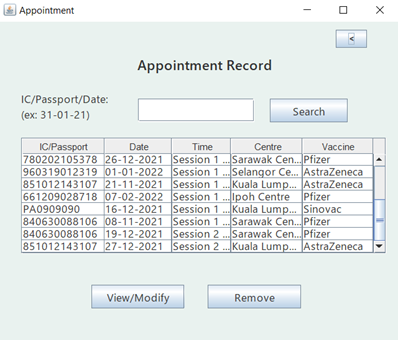 Appointment
<
Appointment Record
IC/Passport/Date:
(ex: 31-01-21)
Search
IC/Passport Date Time Centre Vaccine
780202105378 26-12-2021 Session 1 ... Sarawak Cen... Pfizer
960319012319 01-01-2022 Session 1 ... Selangor Ce... AstraZeneca
851012143107 21-11-2021 Session 1 ... Kuala Lump... AstraZeneca
661209028718 07-02-2022 Session 1 ... Ipoh Centre Pfizer
PA0909090 16-12-2021 Session 1 ... Kuala Lump... Sinovac
840630088106 08-11-2021 Session 1 ... Sarawak Cen... Pfizer
840630088106 19-12-2021 Session 2 ... Sarawak Cen... Pfizer
851012143107 27-12-2021 Session 2 ... Kuala Lump... AstraZeneca
View/Modify Remove